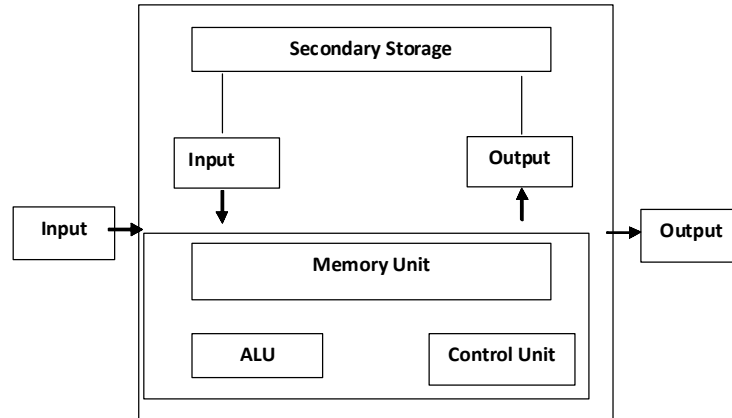 Secondary Storage
Input
Output
Input
Output
Memory Unit
ALU
Control Unit